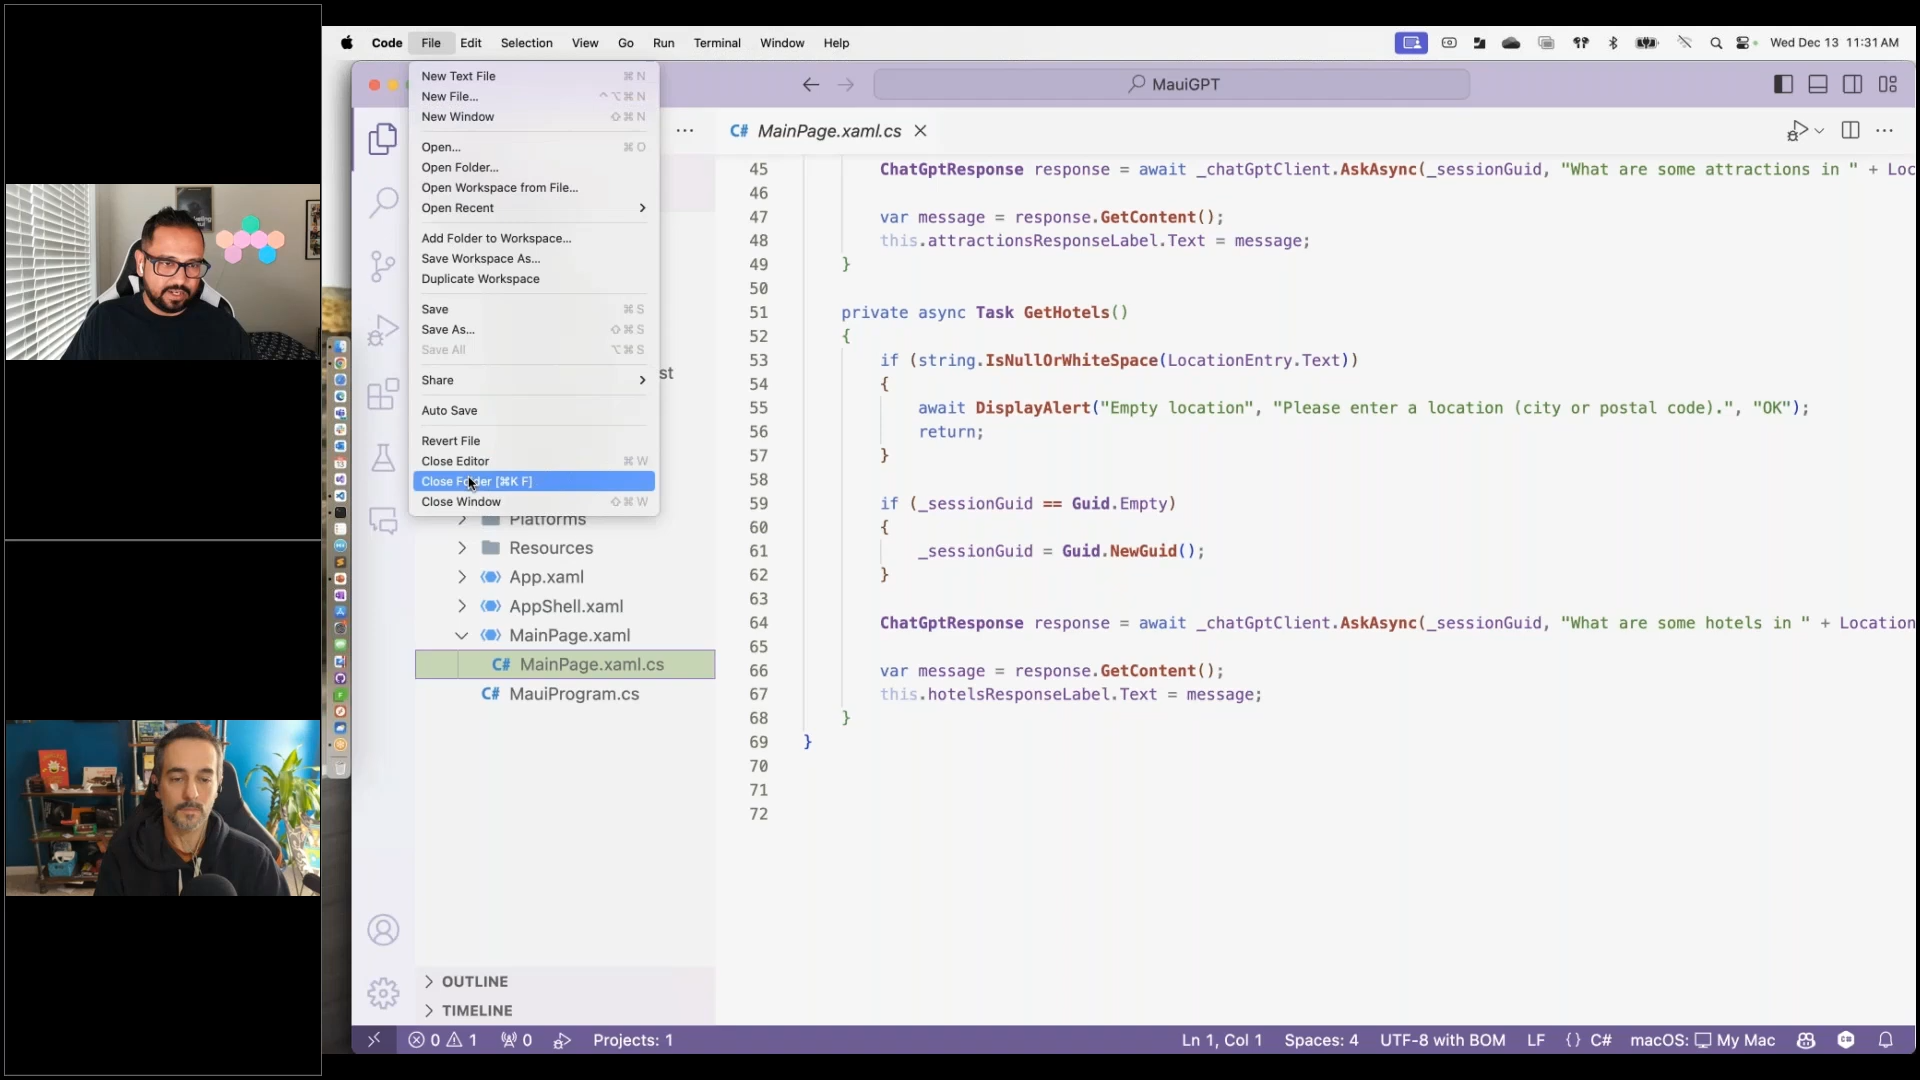 Code File Edit Selection View Go Run Terminal Window Help Wed Dec 13 11:31 AM
MauiGPT
New Text File ⌘ N
New File... ⌃⌥⌘ N
New Window ⇧⌘ N
Open... ⌘ O
Open Folder...
Open Workspace from File...
Open Recent
Add Folder to Workspace...
Save Workspace As...
Duplicate Workspace
Save ⌘ S
Save As... ⇧⌘ S
Save All ⌥⌘ S
Share
Auto Save
Revert File
Close Editor ⌘ W
Close Folder [⌘K F]
Close Window ⇧⌘ W
st
Platforms
Resources
App.xaml
AppShell.xaml
MainPage.xaml
C# MainPage.xaml.cs
C# MauiProgram.cs
OUTLINE
TIMELINE
C# MainPage.xaml.cs
45 ChatGptResponse response = await _chatGptClient.AskAsync(_sessionGuid, "What are some attractions in " + Loc
46
47 var message = response.GetContent();
48 this.attractionsResponseLabel.Text = message;
49 }
50
51 private async Task GetHotels()
52 {
53 if (string.IsNullOrWhiteSpace(LocationEntry.Text))
54 {
55 await DisplayAlert("Empty location", "Please enter a location (city or postal code).", "OK");
56 return;
57 }
58
59 if (_sessionGuid == Guid.Empty)
60 {
61 _sessionGuid = Guid.NewGuid();
62 }
63
64 ChatGptResponse response = await _chatGptClient.AskAsync(_sessionGuid, "What are some hotels in " + Location
65
66 var message = response.GetContent();
67 this.hotelsResponseLabel.Text = message;
68 }
69 }
70
71
72
0 1 0 Projects: 1 Ln 1, Col 1 Spaces: 4 UTF-8 with BOM LF {} C# macOS: My Mac